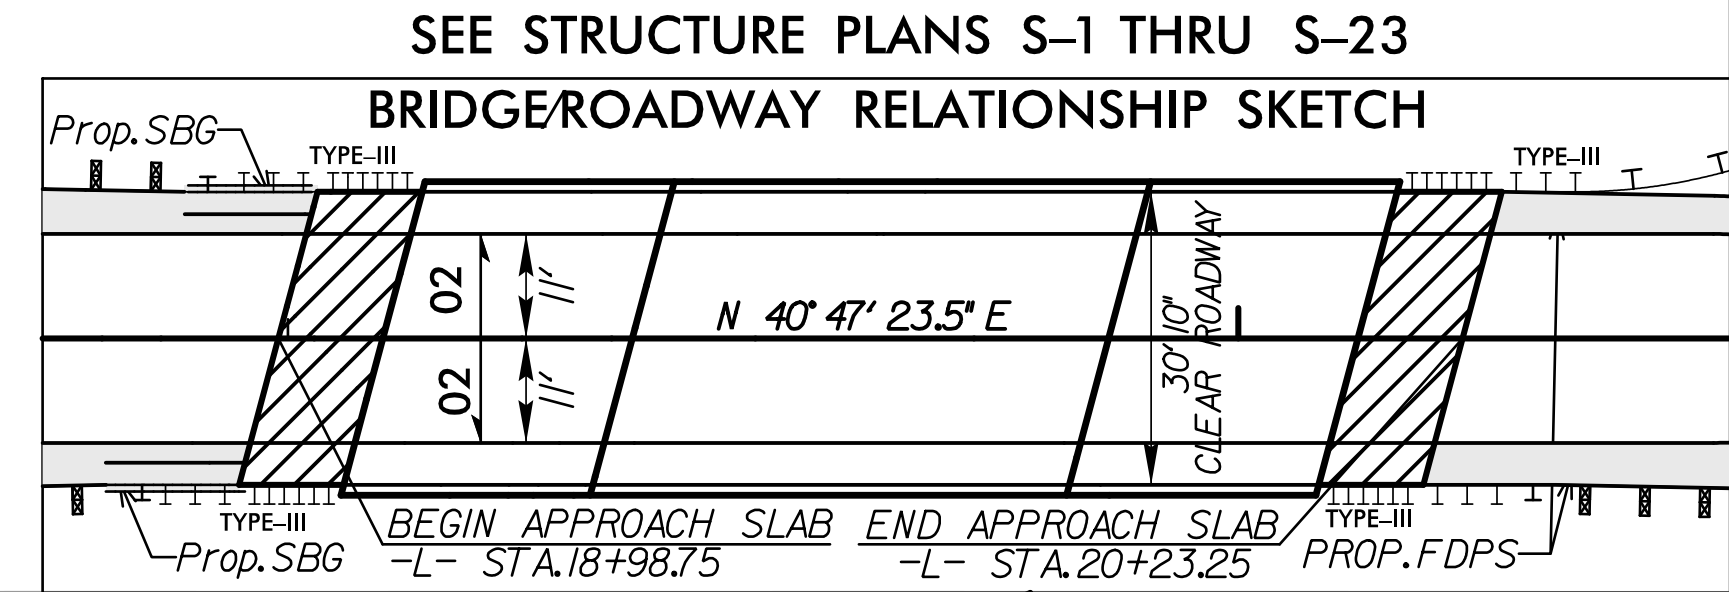 SEE STRUCTURE PLANS S-1 THRU S-23
BRIDGE/ROADWAY RELATIONSHIP SKETCH
Prop. SBG
TYPE-III
TYPE-III
20
11'
N 40° 47' 23.5" E
30' 10"
CLEAR ROADWAY
20
11'
TYPE-III
Prop. SBG
BEGIN APPROACH SLAB
-L- STA. 18+98.75
END APPROACH SLAB
-L- STA. 20+23.25
TYPE-III
PROP. FDPS